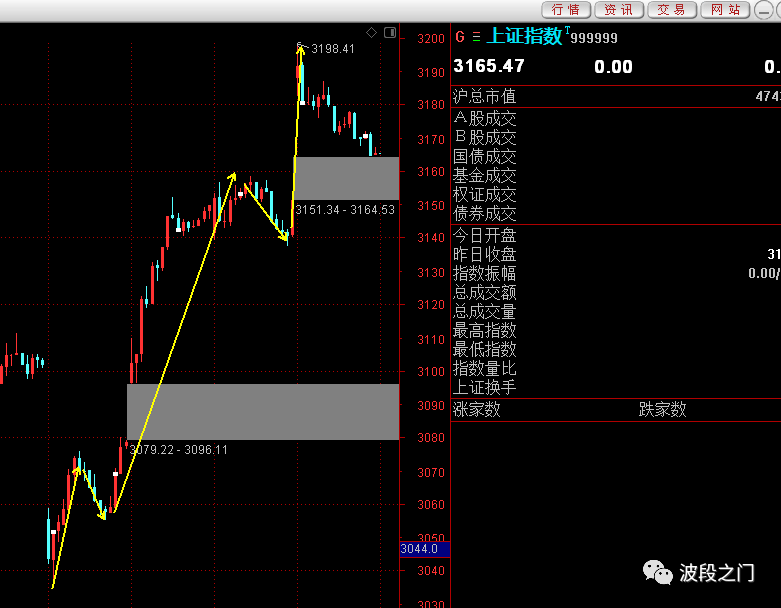 行情 资讯 交易 网站
G 上证指数 T999999
3165.47 0.00 0.
沪总市值 474
A股成交
B股成交
国债成交
基金成交
权证成交
债券成交
今日开盘
昨日收盘 31
指数振幅 0.00/
总成交额
总成交量
最高指数
最低指数
指数量比
上证换手
涨家数 跌家数
3198.41
3151.34 - 3164.53
3079.22 - 3096.11
3200
3190
3180
3170
3160
3150
3140
3130
3120
3110
3100
3090
3080
3070
3060
3050
3044.0
3040
3030
波段之门